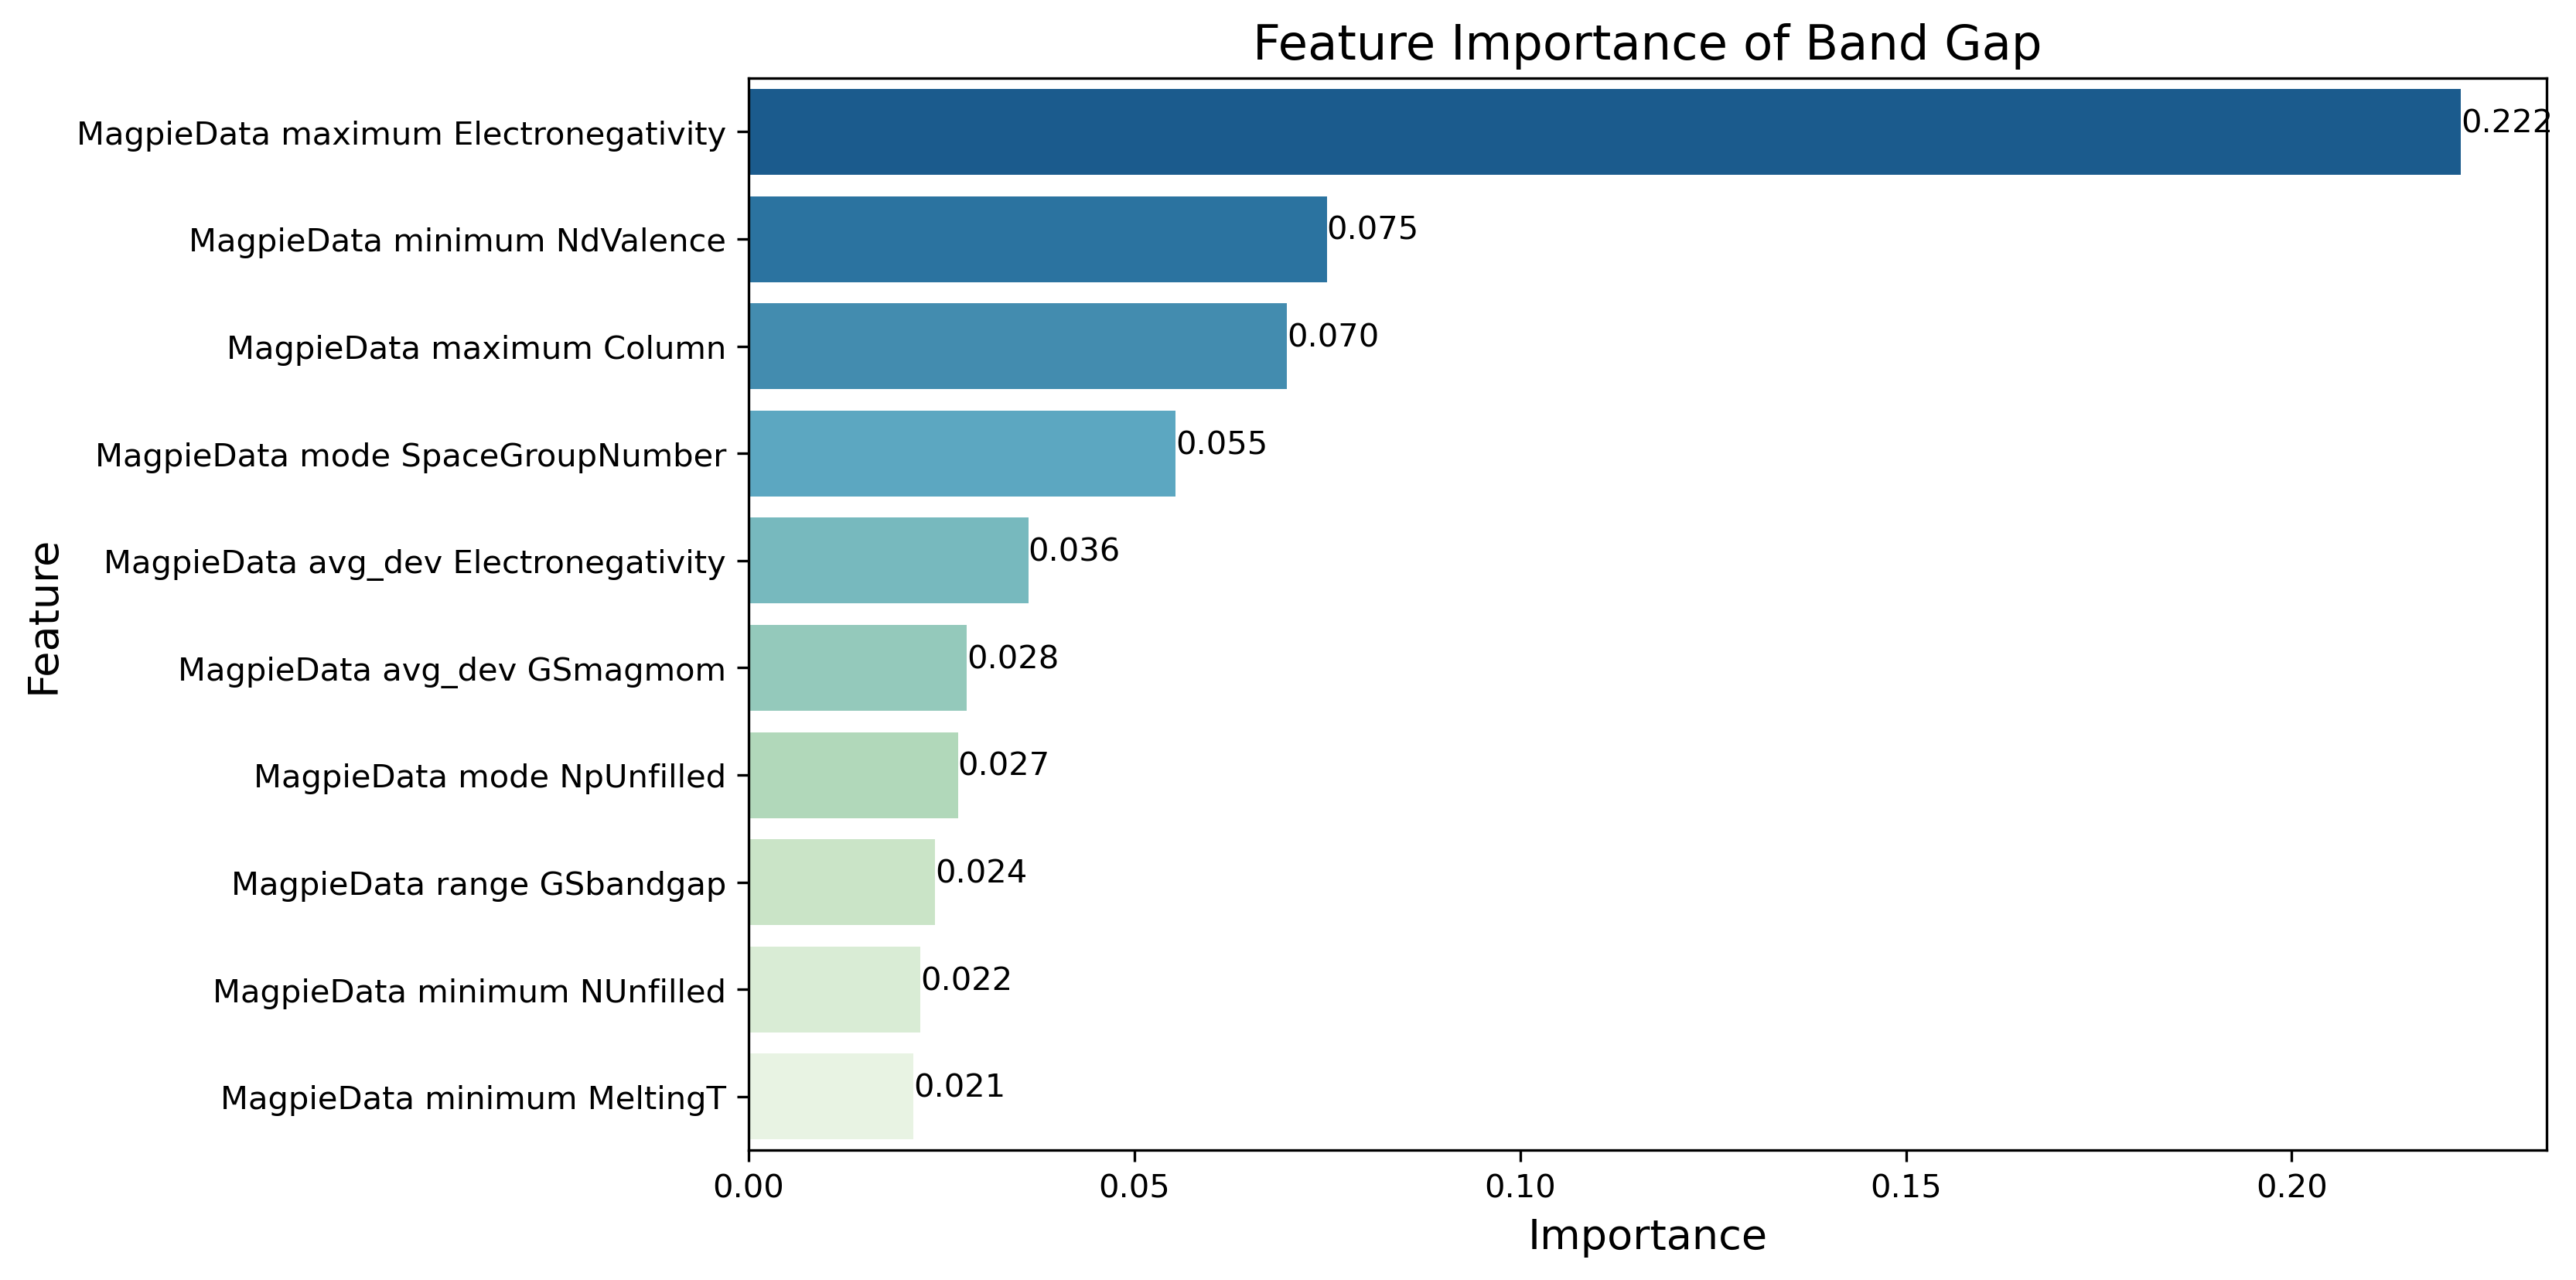 Feature Importance of Band Gap
MagpieData maximum Electronegativity
0.222
MagpieData minimum NdValence
0.075
MagpieData maximum Column
0.070
MagpieData mode SpaceGroupNumber
0.055
MagpieData avg_dev Electronegativity
0.036
MagpieData avg_dev GSmagmom
0.028
MagpieData mode NpUnfilled
0.027
MagpieData range GSbandgap
0.024
MagpieData minimum NUnfilled
0.022
MagpieData minimum MeltingT
0.021
Feature
0.00 0.05 0.10 0.15 0.20
Importance